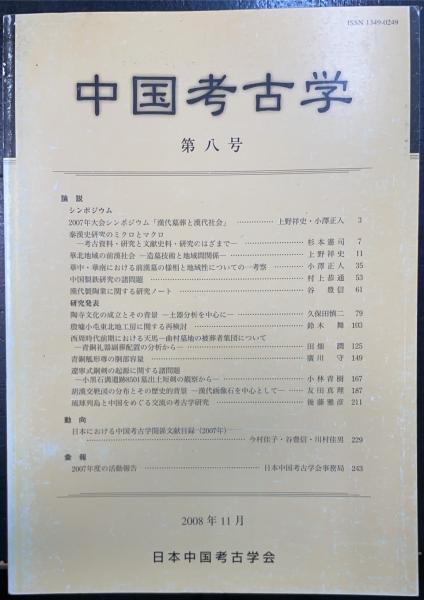 ISSN 1349-0249
中国考古学
第八号
論説
シンポジウム
2007年大会シンポジウム「漢代墓葬と漢代社会」 ………… 上野祥史・小澤正人 3
秦漢史研究のミクロとマクロ
―考古資料・研究と文献史料・研究のはざまで― ………… 杉本憲司 7
華北地域の前漢社会 ―造墓技術と地域間関係― ………… 上野祥史 11
華中・華南における前漢墓の様相と地域性についての一考察 ………… 小澤正人 35
中国製鉄研究の諸問題 ………… 村上恭通 53
漢代製陶業に関する研究ノート ………… 谷豊信 61
研究発表
陶寺文化の成立とその背景 ―土器分析を中心に― ………… 久保田慎二 79
殷墟小屯東北地工房に関する再検討 ………… 鈴木舞 103
西周時代前期における天馬―曲村墓地の被葬者集団について
―青銅礼器副葬配置の分析から― ………… 田畑潤 125
青銅觚形尊の胴部容量 ………… 廣川守 149
遼寧式銅剣の起源に関する諸問題
―小黒石溝遺跡8501墓出土短剣の観察から― ………… 小林青樹 167
胡漢交戦図の分布とその歴史的背景 ―漢代画像石を中心として― ………… 友田真理 187
琉球列島と中国をめぐる交流の考古学研究 ………… 後藤雅彦 211
動向
日本における中国考古学関係文献目録(2007年)
………… 今村佳子・谷豊信・川村佳男 229
彙報
2007年度の活動報告 ………… 日本中国考古学会事務局 243
2008年11月
日本中国考古学会